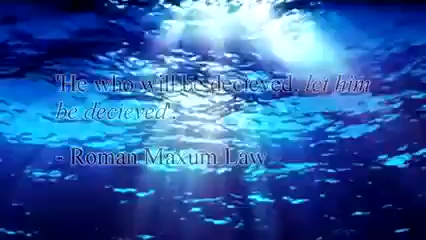 'He who will be decieved, let him
be decieved'.
- Roman Maxum Law